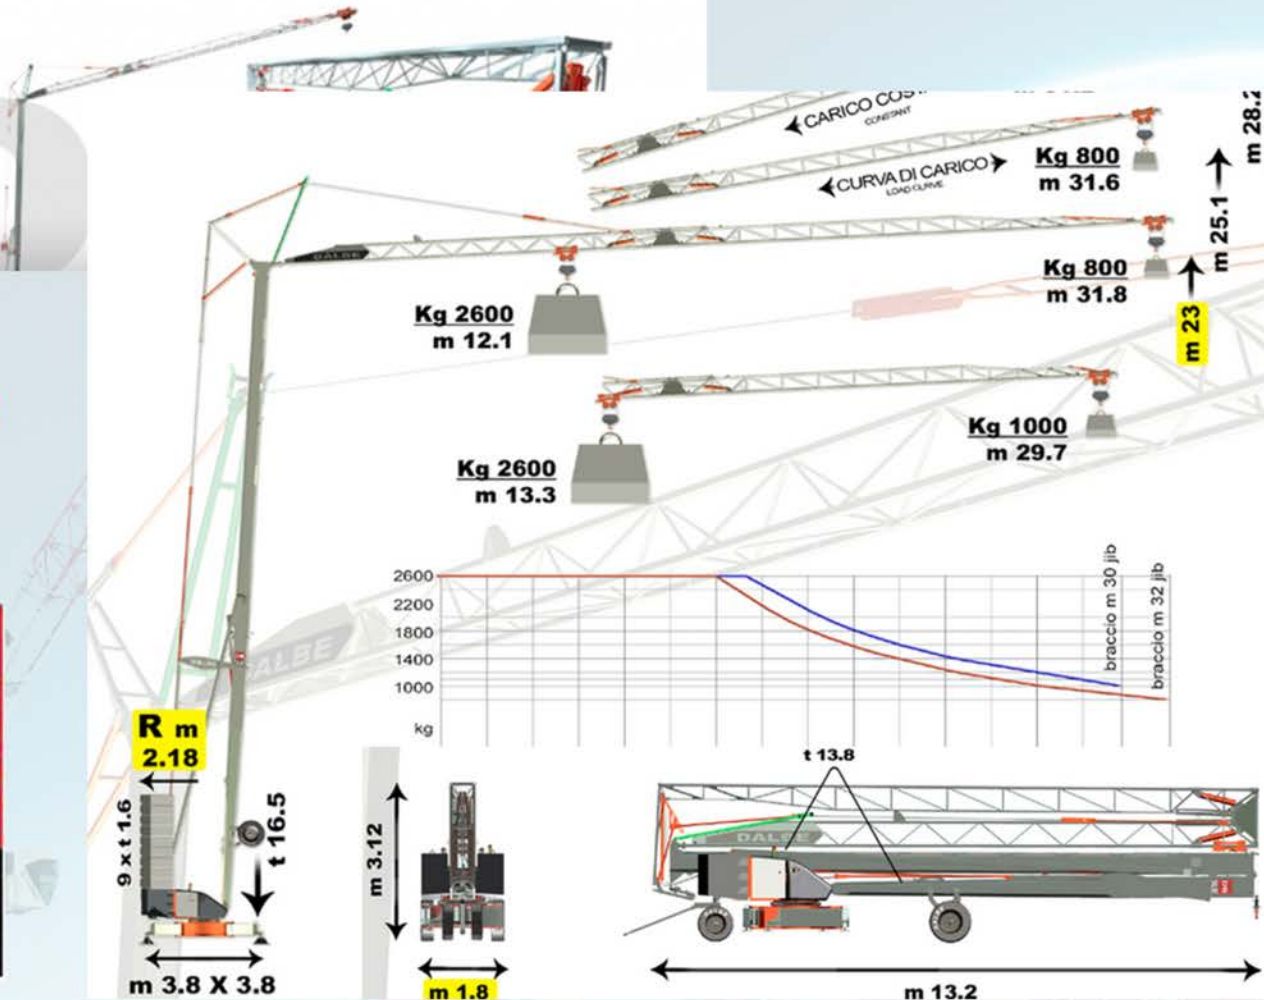 CARICO
CONSTANT
m 28.2
Kg 800
m 31.6
CURVA DI CARICO
LOAD CURVE
m 25.1
DALBE
Kg 2600
m 12.1
Kg 800
m 31.8
m 23
Kg 1000
m 29.7
Kg 2600
m 13.3
2600
2200
1800
1400
1000
kg
braccio m 30 jib
braccio m 32 jib
DALBE
R m
2.18
9 x t 1.6
t 16.5
m 3.8 X 3.8
m 3.12
m 1.8
t 13.8
DALBE
m 13.2